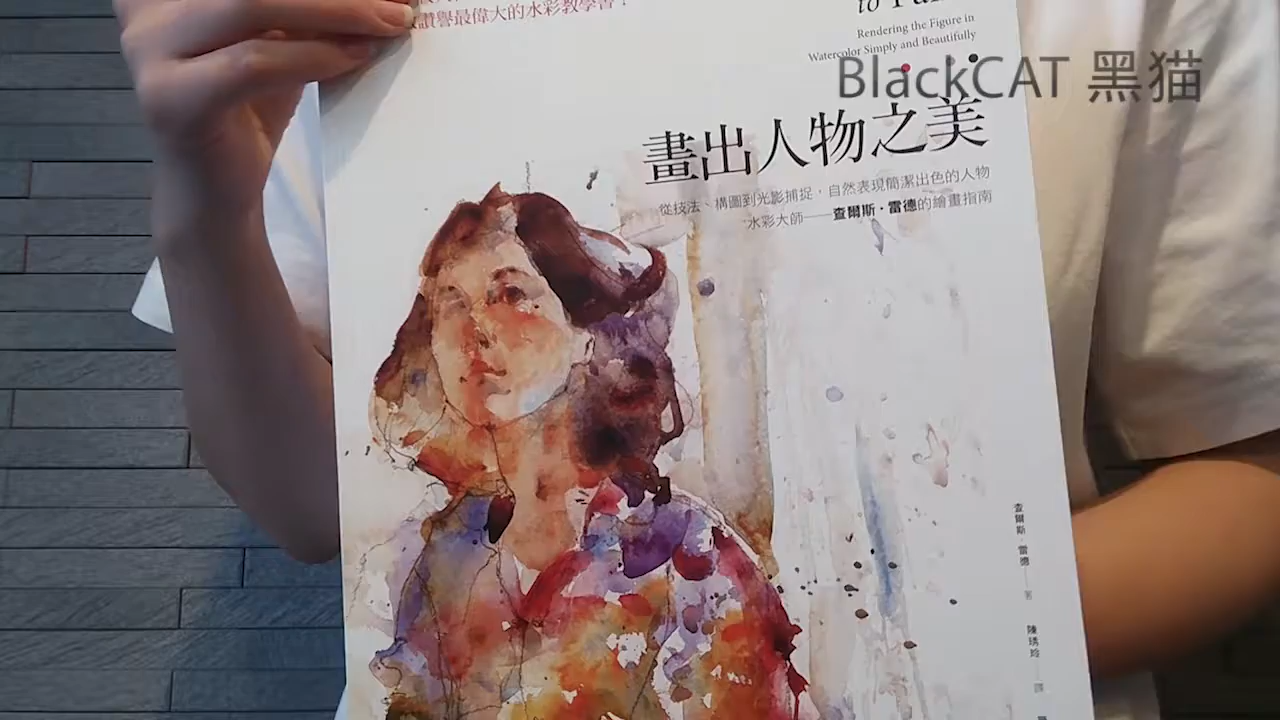 讚譽最偉大的水彩教學書！
to
Rendering the Figure in
Watercolor Simply and Beautifully
BlackCAT 黑猫
畫出人物之美
從技法、構圖到光影捕捉，自然表現簡潔出色的人物
水彩大師——查爾斯・雷德的繪畫指南
查爾斯・雷德——著
陳琇玲——譯